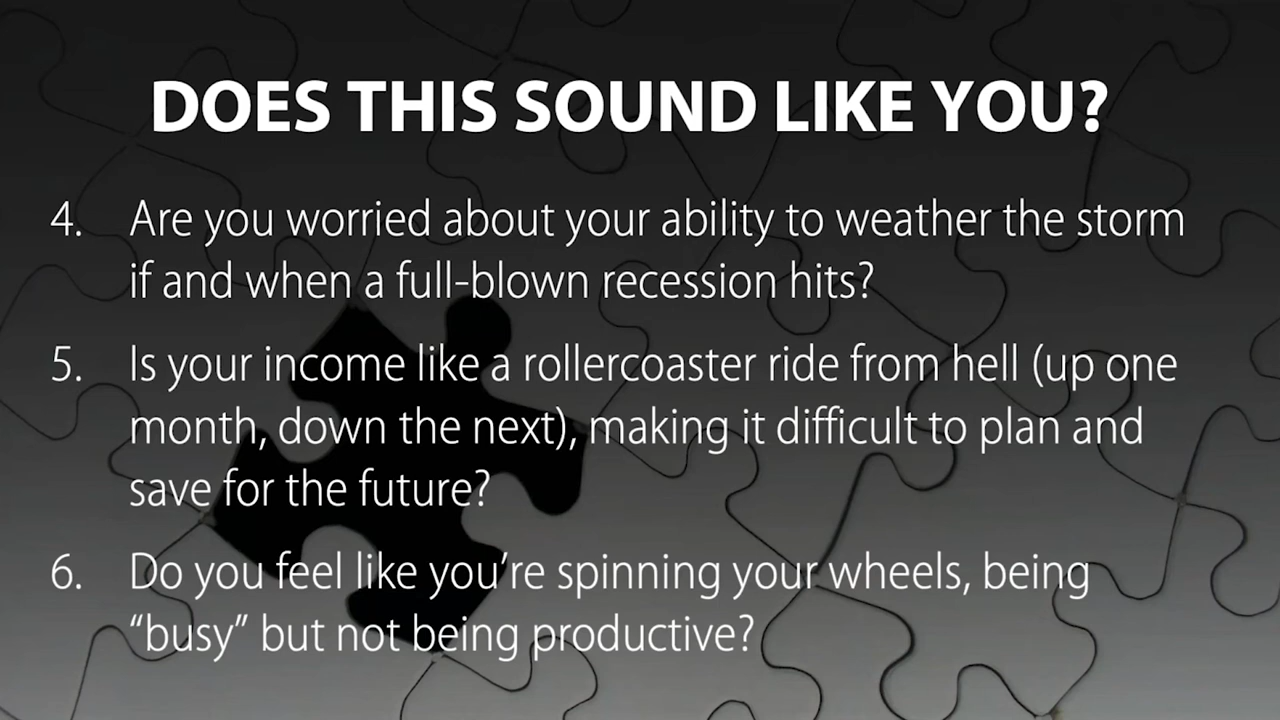 DOES THIS SOUND LIKE YOU?
4. Are you worried about your ability to weather the storm
if and when a full-blown recession hits?
5. Is your income like a rollercoaster ride from hell (up one
month, down the next), making it difficult to plan and
save for the future?
6. Do you feel like you’re spinning your wheels, being
“busy” but not being productive?